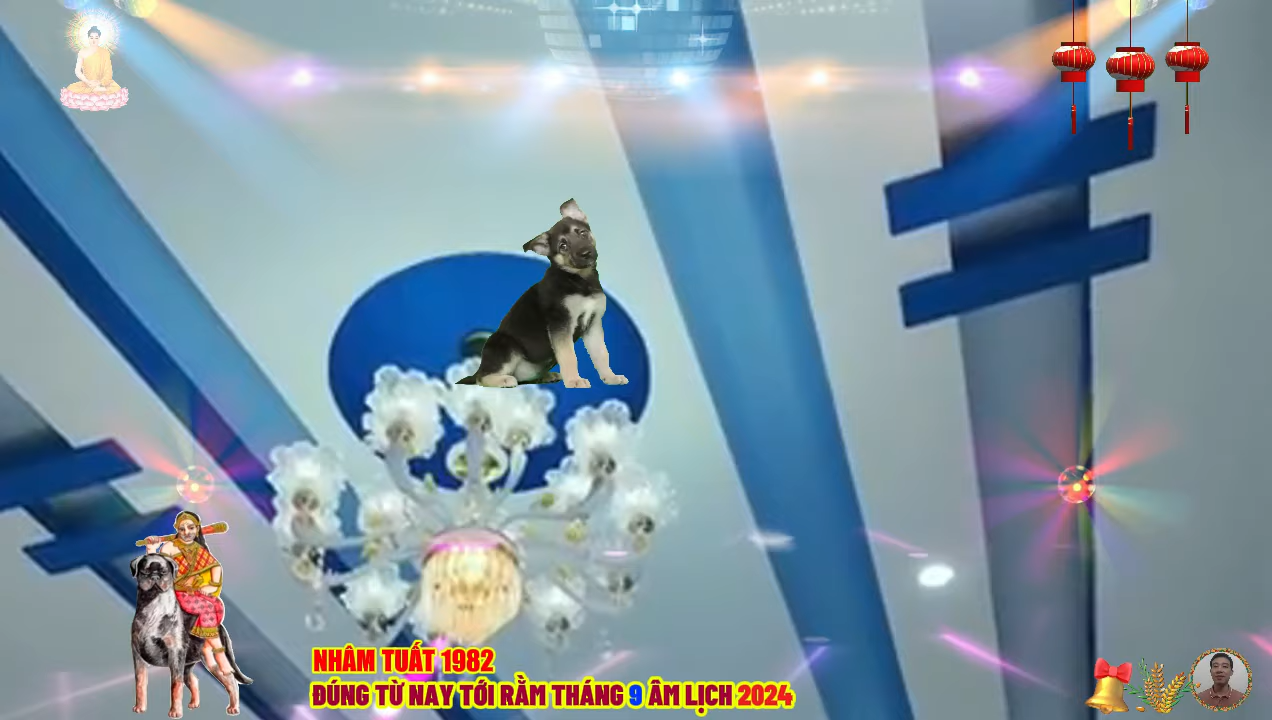 NHÂM TUẤT 1982
ĐÚNG TỪ NAY TỚI RẰM THÁNG 9 ÂM LỊCH 2024